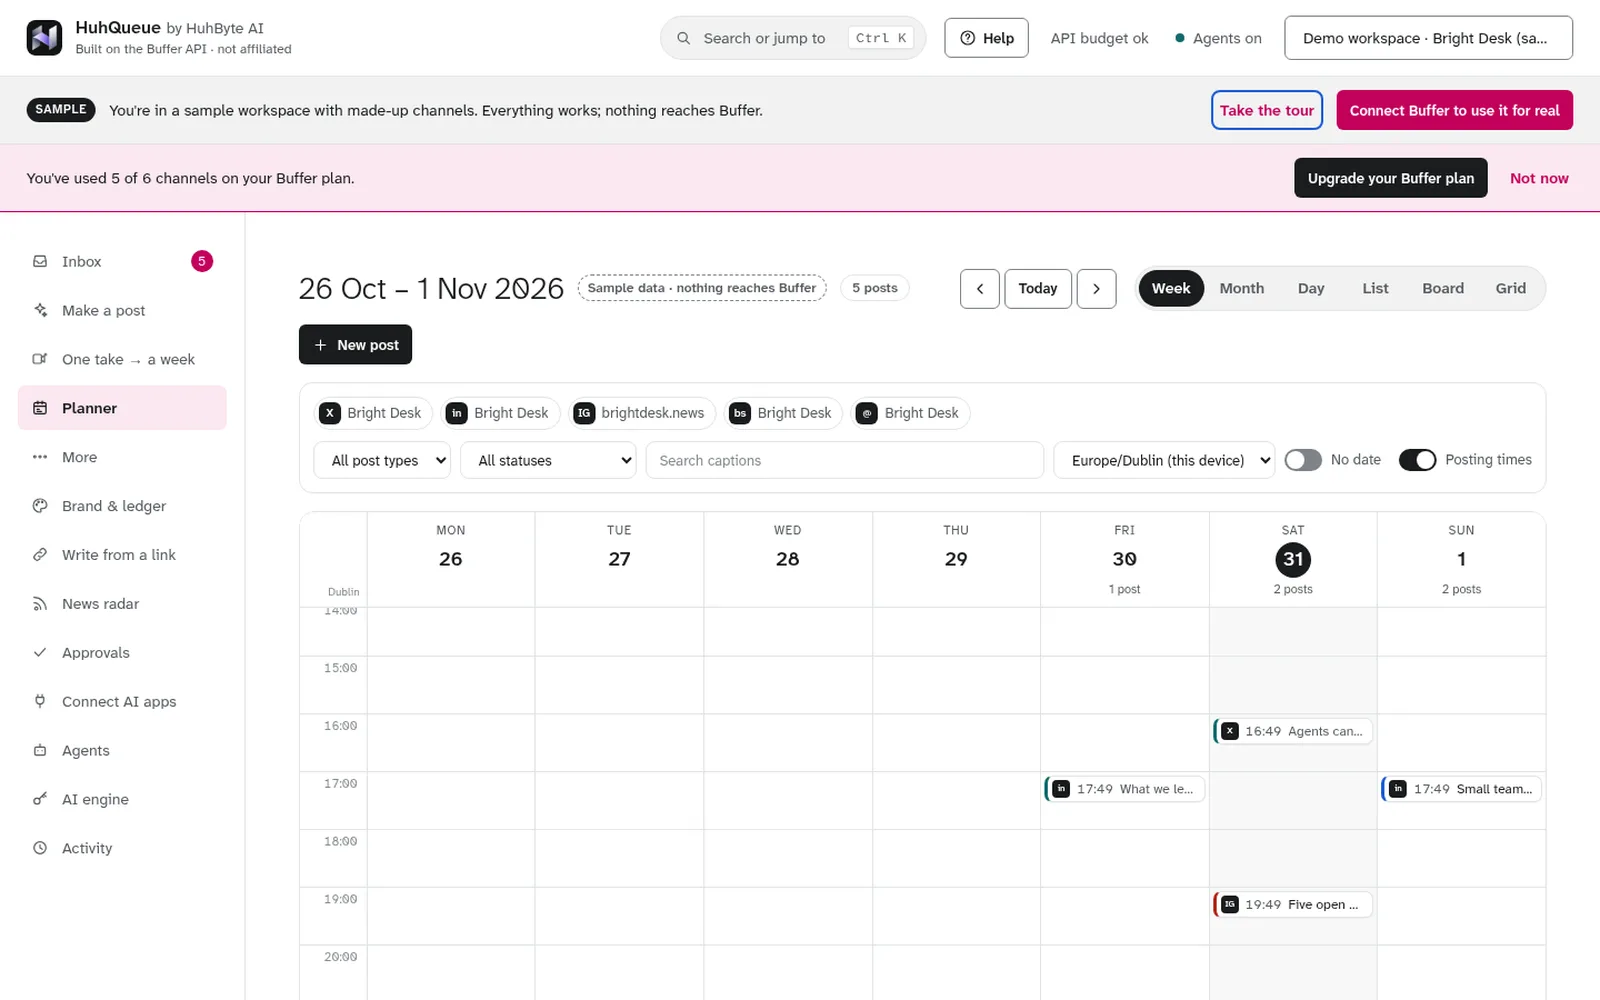 HuhQueue by HuhByte AI
Built on the Buffer API · not affiliated
Search or jump to Ctrl K
Help
API budget ok
Agents on
Demo workspace · Bright Desk (sa...
SAMPLE You're in a sample workspace with made-up channels. Everything works; nothing reaches Buffer.
Take the tour
Connect Buffer to use it for real
You've used 5 of 6 channels on your Buffer plan.
Upgrade your Buffer plan
Not now
Inbox 5
Make a post
One take → a week
Planner
More
Brand & ledger
Write from a link
News radar
Approvals
Connect AI apps
Agents
AI engine
Activity
26 Oct – 1 Nov 2026
Sample data · nothing reaches Buffer
5 posts
Today
Week Month Day List Board Grid
+ New post
X Bright Desk
in Bright Desk
IG brightdesk.news
bs Bright Desk
@ Bright Desk
All post types
All statuses
Search captions
Europe/Dublin (this device)
No date
Posting times
Dublin
MON 26
TUE 27
WED 28
THU 29
FRI 30 1 post
SAT 31 2 posts
SUN 1 2 posts
14:00
15:00
16:00
X 16:49 Agents can...
17:00
in 17:49 What we le...
in 17:49 Small team...
18:00
19:00
IG 19:49 Five open ...
20:00